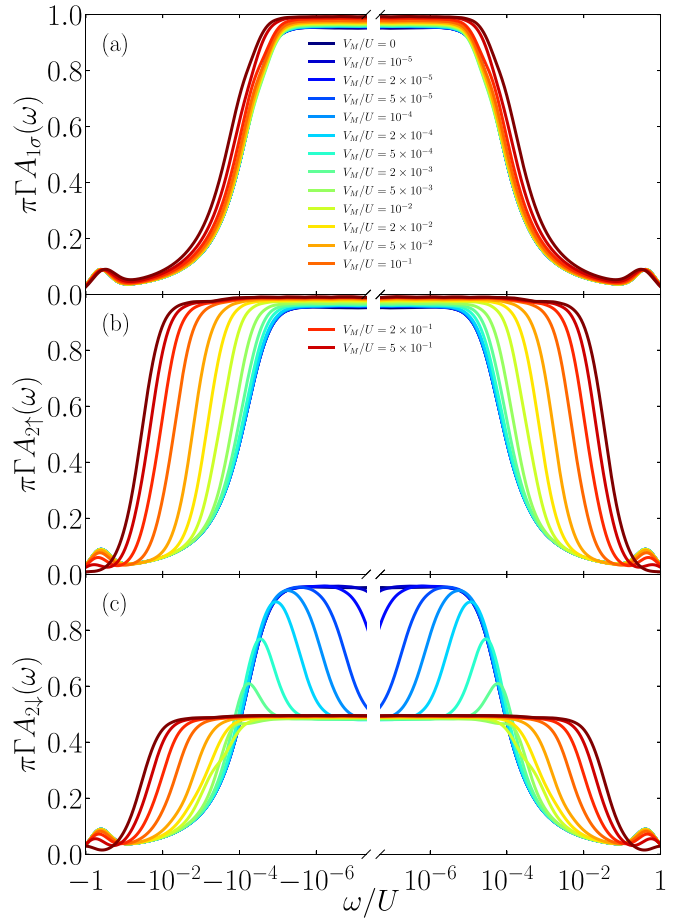 1.0
(a)
V_M/U = 0
V_M/U = 10^{-5}
0.8
V_M/U = 2 × 10^{-5}
V_M/U = 5 × 10^{-5}
V_M/U = 10^{-4}
0.6
V_M/U = 2 × 10^{-4}
πΓA_{1σ}(ω)
V_M/U = 5 × 10^{-4}
0.4
V_M/U = 2 × 10^{-3}
V_M/U = 5 × 10^{-3}
V_M/U = 10^{-2}
0.2
V_M/U = 2 × 10^{-2}
V_M/U = 5 × 10^{-2}
V_M/U = 10^{-1}
0.0
(b)
V_M/U = 2 × 10^{-1}
V_M/U = 5 × 10^{-1}
0.8
0.6
πΓA_{2↑}(ω)
0.4
0.2
0.0
(c)
0.8
0.6
πΓA_{2↓}(ω)
0.4
0.2
0.0
−1 −10^{-2} −10^{-4} −10^{-6} 10^{-6} 10^{-4} 10^{-2} 1
ω/U